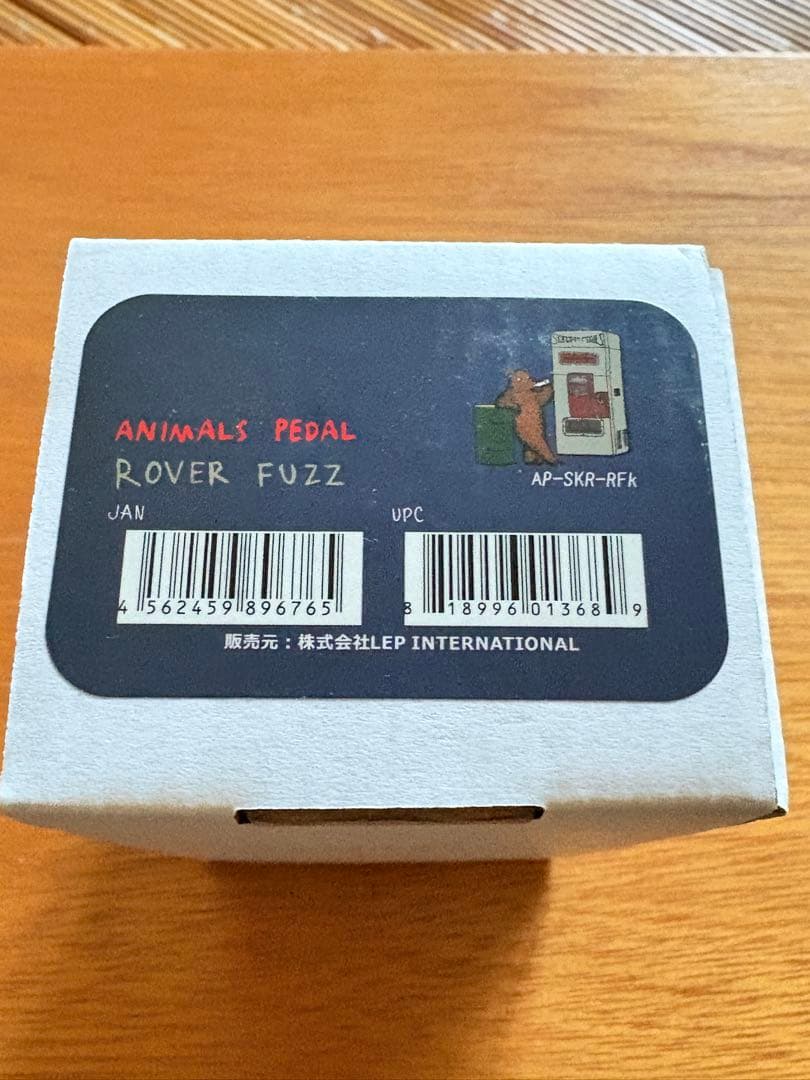 ANIMALS PEDAL
ROVER FUZZ
AP-SKR-RFk
JAN
UPC
4 562459 896765
8 18996 01368 9
販売元：株式会社LEP INTERNATIONAL